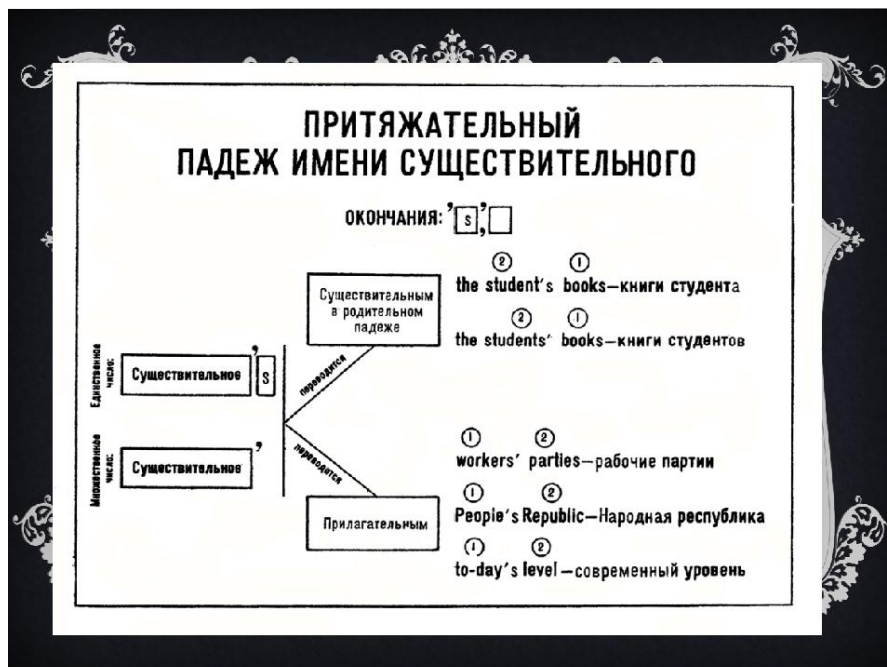 ПРИТЯЖАТЕЛЬНЫЙ
ПАДЕЖ ИМЕНИ СУЩЕСТВИТЕЛЬНОГО
ОКОНЧАНИЯ: ’s, ’
Единственное
число:
Существительное ’s
Множественное
число:
Существительное ’
переводится
Существительным
в родительном
падеже
② ①
the student's books—книги студента
② ①
the students' books—книги студентов
переводится
Прилагательным
① ②
workers' parties—рабочие партии
① ②
People's Republic—Народная республика
① ②
to-day's level—современный уровень